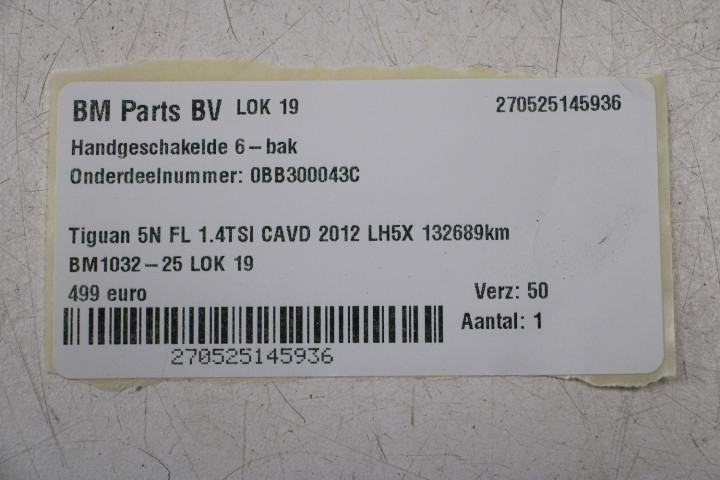 BM Parts BV LOK 19 270525145936
Handgeschakelde 6-bak
Onderdeelnummer: 0BB300043C
Tiguan 5N FL 1.4TSI CAVD 2012 LH5X 132689km
BM1032-25 LOK 19
499 euro Verz: 50
Aantal: 1
270525145936